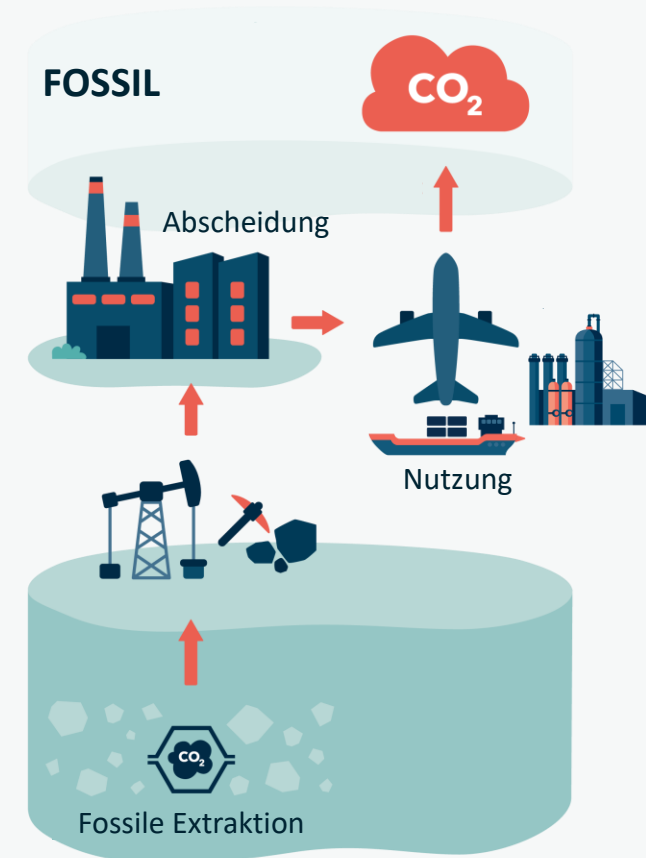 FOSSIL
CO₂
Abscheidung
Nutzung
CO₂
Fossile Extraktion